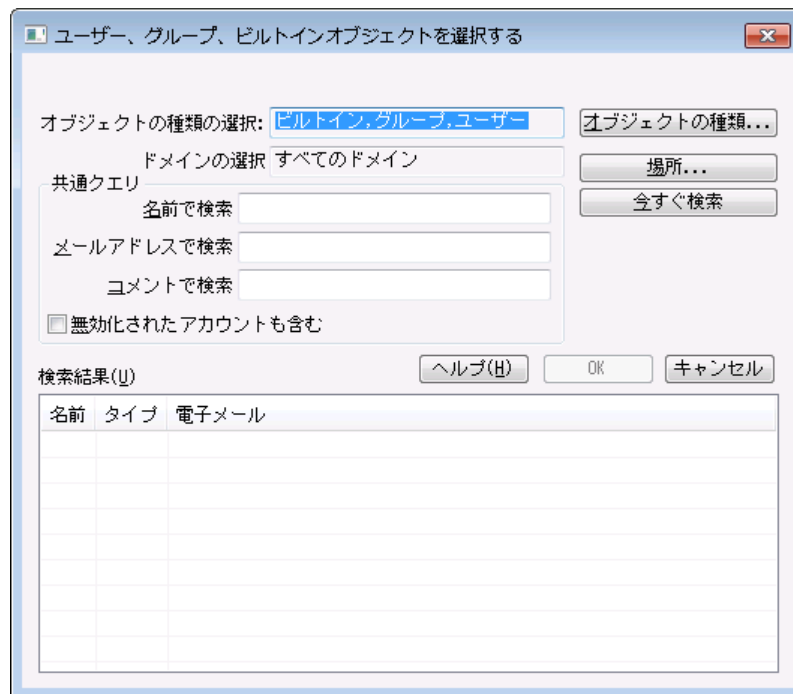 ユーザー、グループ、ビルトインオブジェクトを選択する
オブジェクトの種類の選択: ビルトイン,グループ,ユーザー オブジェクトの種類...
ドメインの選択 すべてのドメイン 場所...
共通クエリ
今すぐ検索
名前で検索
メールアドレスで検索
コメントで検索
無効化されたアカウントも含む
検索結果(U) ヘルプ(H) OK キャンセル
名前 タイプ 電子メール